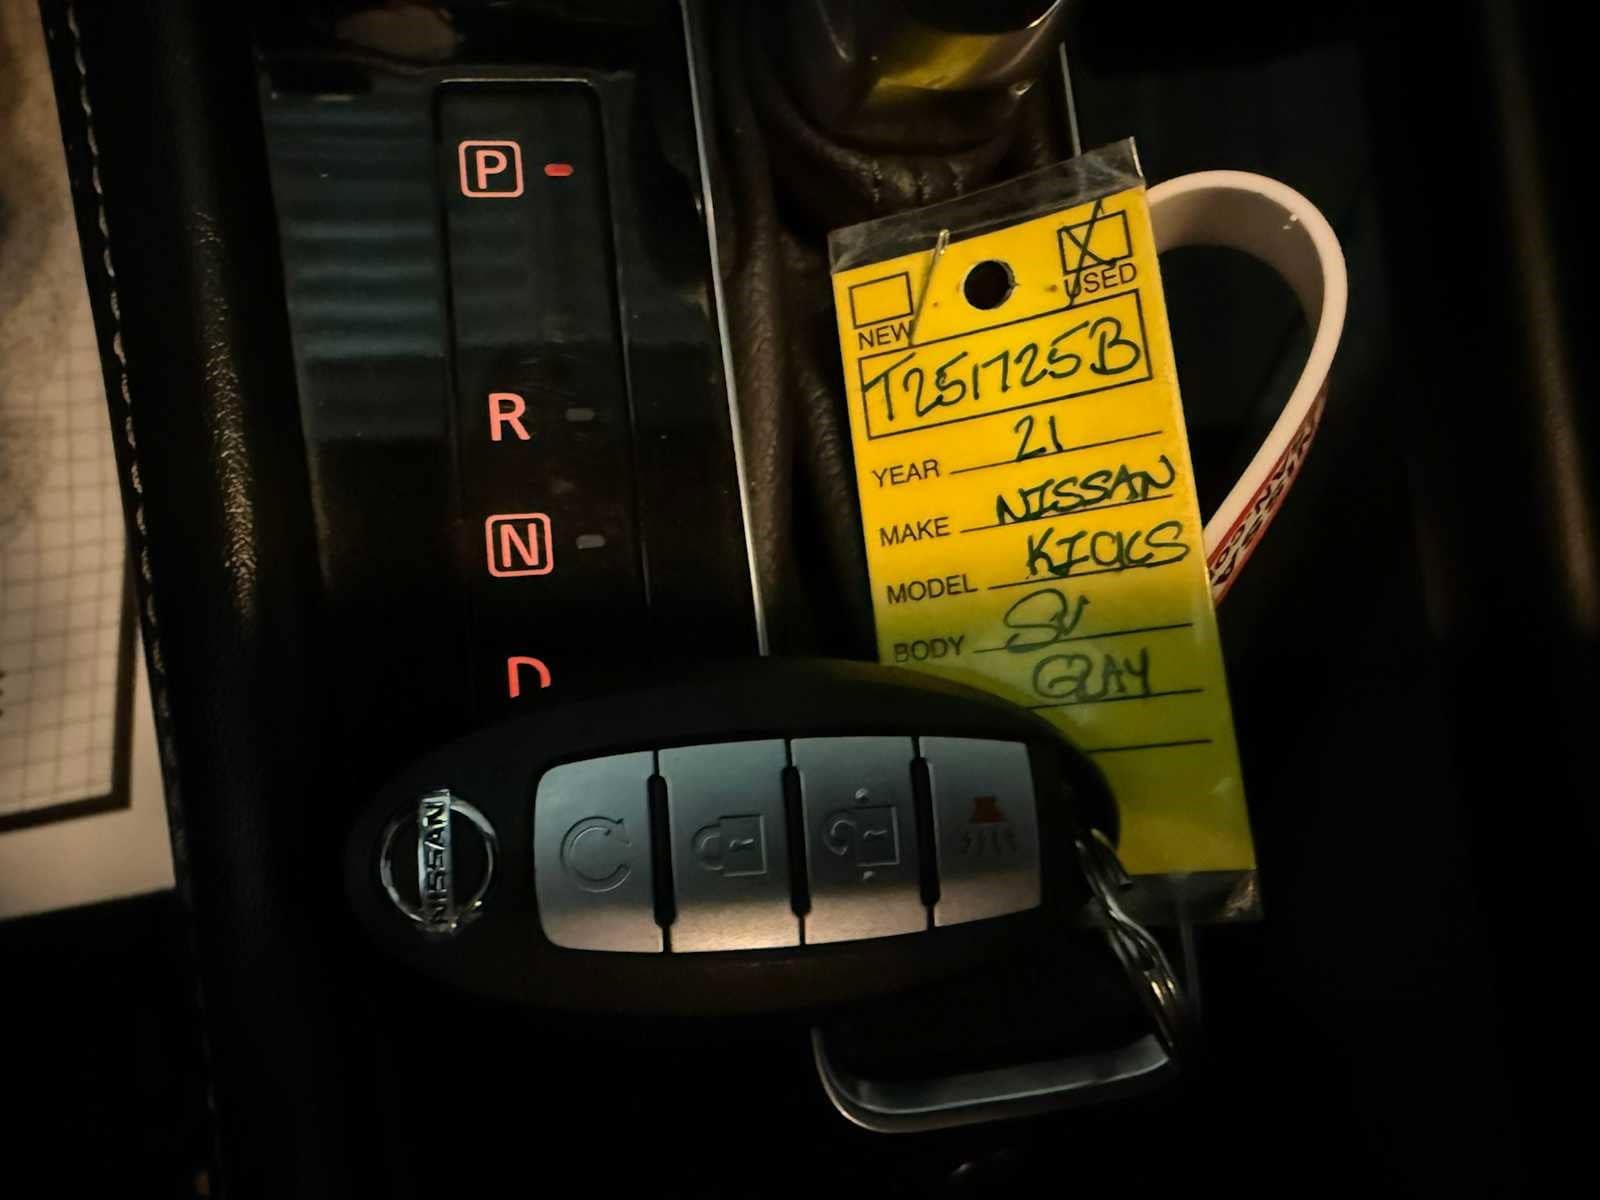 P
R
N
D
NEW
X USED
T251725B
YEAR 21
MAKE NISSAN
MODEL KICKS
BODY SV
GRAY
NISSAN